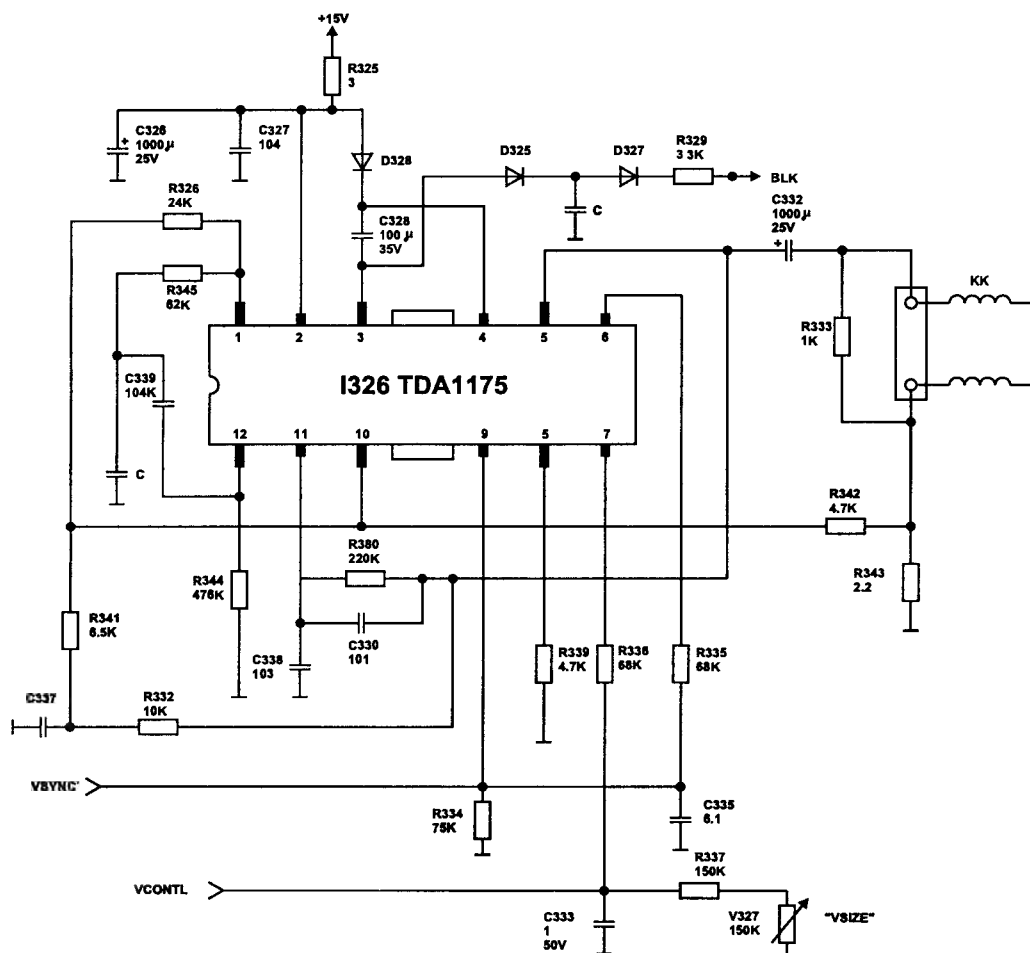 +15V
R325
3
C326
+
1000µ
25V
C327
104
D328
D325
D327
R329
3 3K
BLK
R326
24K
C328
100µ
35V
C
C332
1000µ
25V
+
R345
62K
KK
R333
1K
1
2
3
4
5
6
C339
104K
I326 TDA1175
12
11
10
9
5
7
C
R342
4.7K
R380
220K
R344
476K
R343
2.2
R341
6.5K
C330
101
C338
103
R339
4.7K
R336
68K
R335
68K
C337
R332
10K
VSYNC'
R334
75K
C335
6.1
R337
150K
VCONTL
C333
1
50V
V327
150K
"VSIZE"